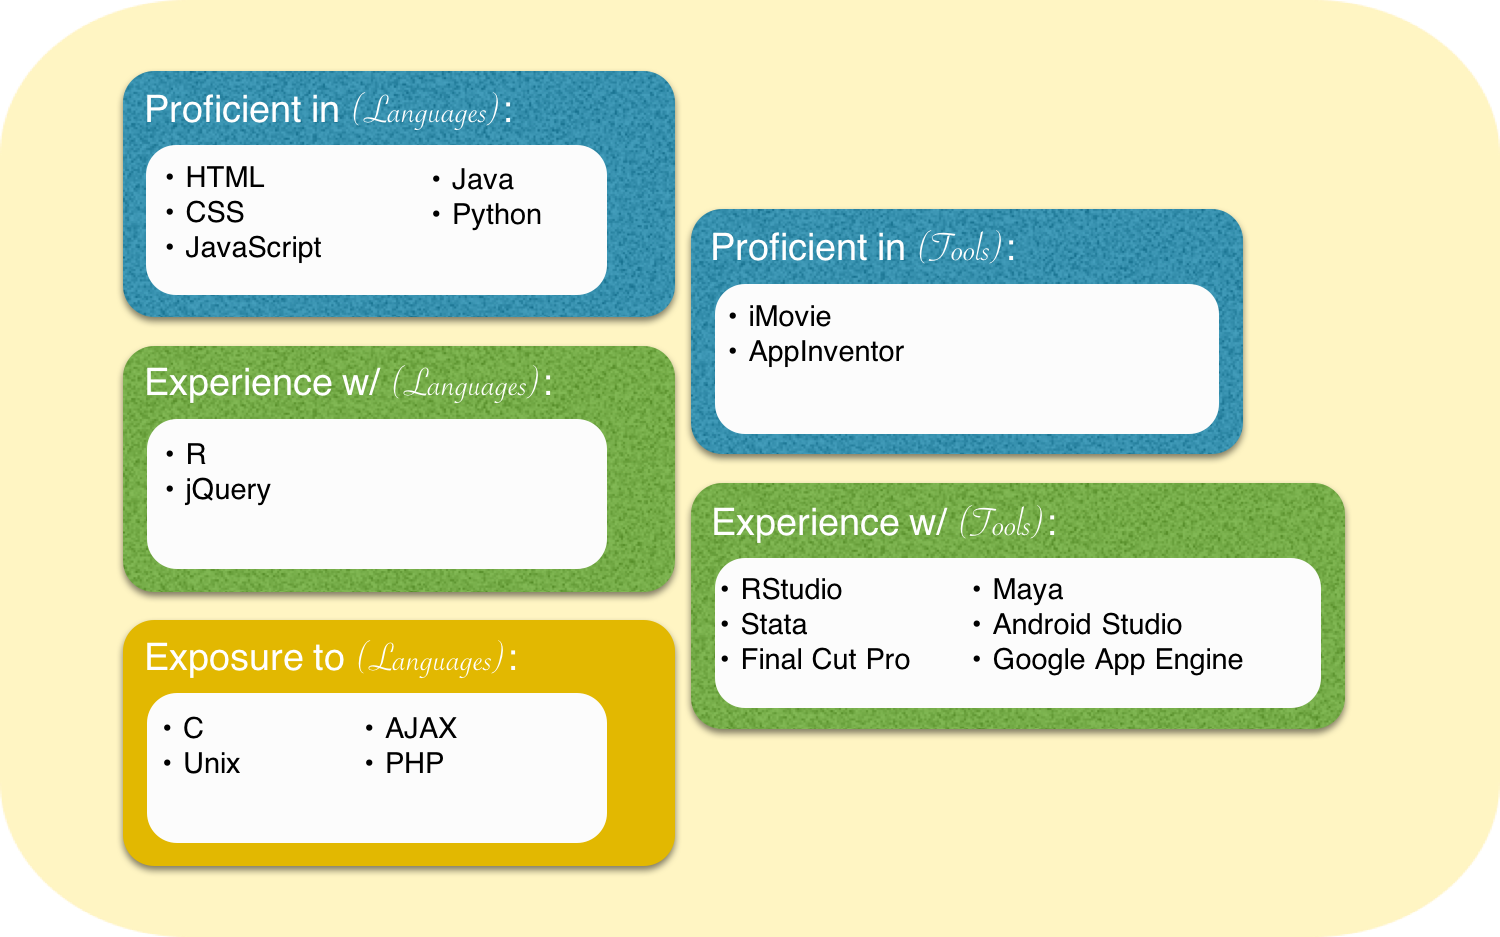 Proficient in (Languages):
• HTML
• CSS
• JavaScript
• Java
• Python
Experience w/ (Languages):
• R
• jQuery
Exposure to (Languages):
• C
• Unix
• AJAX
• PHP
Proficient in (Tools):
• iMovie
• AppInventor
Experience w/ (Tools):
• RStudio
• Stata
• Final Cut Pro
• Maya
• Android Studio
• Google App Engine